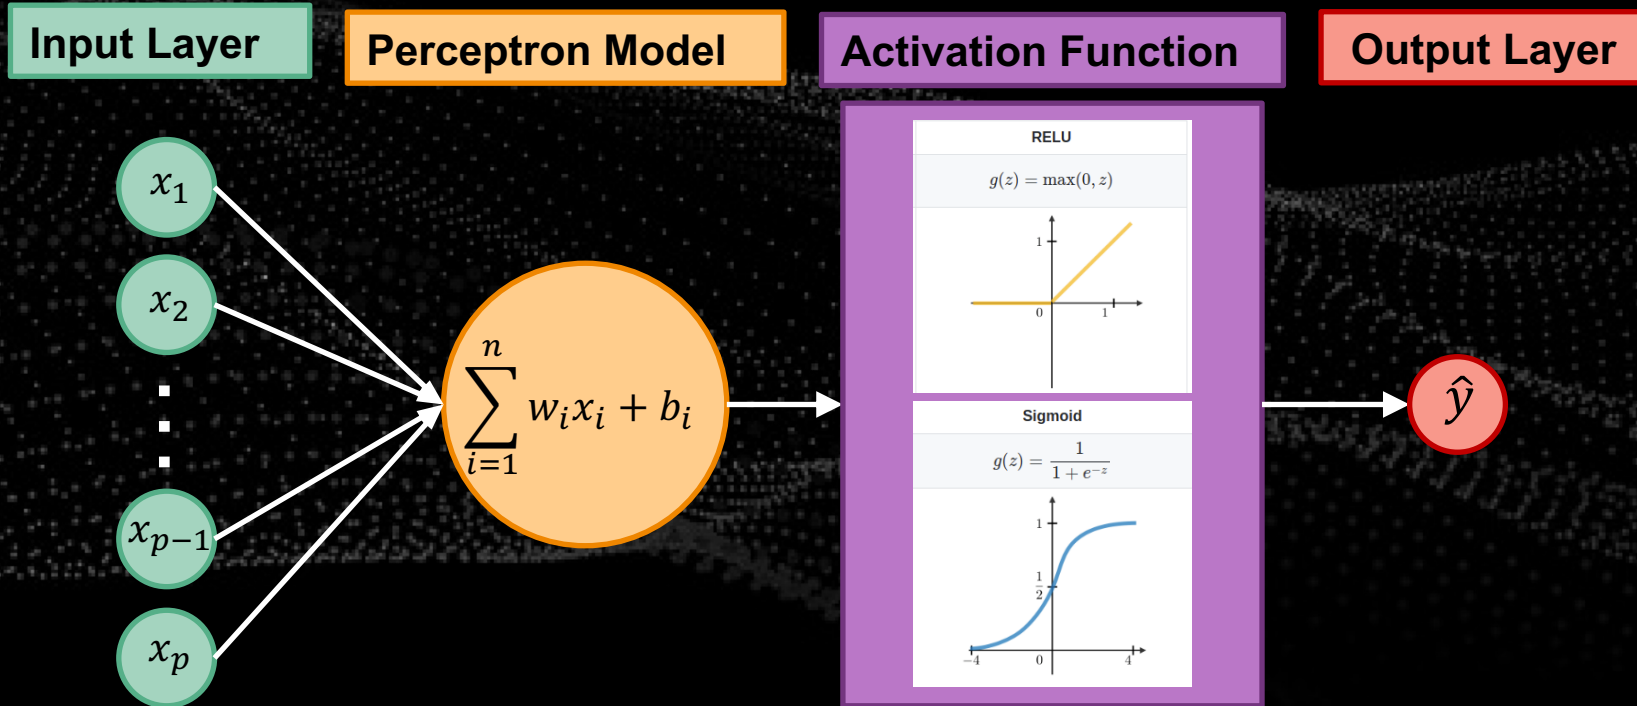 Input Layer
Perceptron Model
Activation Function
Output Layer
x₁
x₂
⋮
xₚ₋₁
xₚ
n
∑ wᵢxᵢ + bᵢ
i=1
RELU
g(z) = max(0, z)
1
0
1
Sigmoid
g(z) = 1 / (1 + e⁻ᶻ)
1
1/2
−4
0
4
ŷ